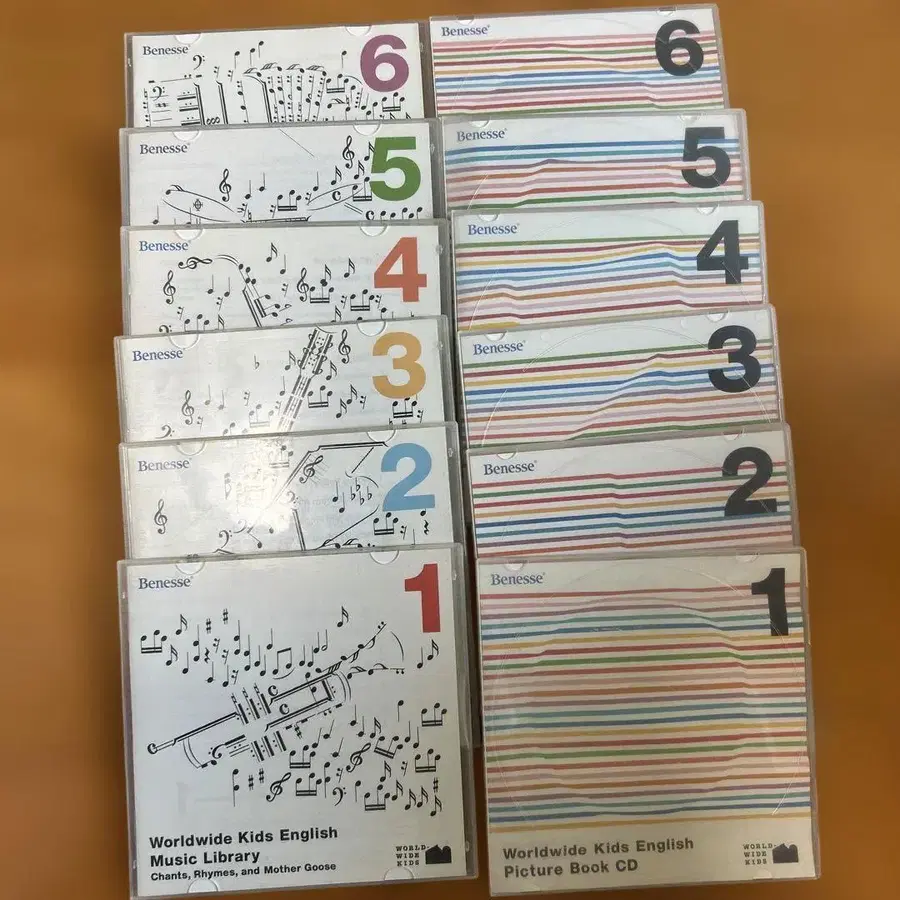 Benesse®
6
Benesse®
5
Benesse®
4
Benesse®
3
Benesse®
2
Benesse®
1
Worldwide Kids English
Music Library
Chants, Rhymes, and Mother Goose
WORLD-
WIDE
KIDS
Benesse®
6
Benesse®
5
Benesse®
4
Benesse®
3
Benesse®
2
Benesse®
1
Worldwide Kids English
Picture Book CD
WORLD-
WIDE
KIDS